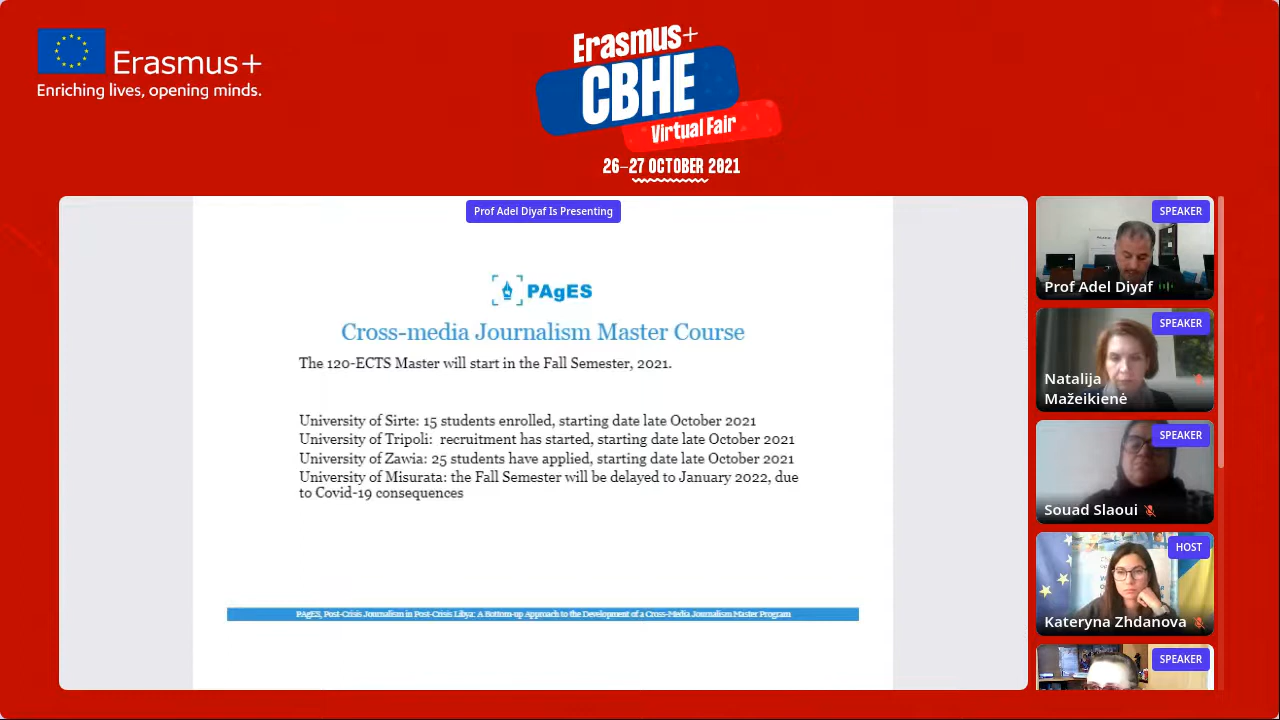 Erasmus+
Enriching lives, opening minds.
Erasmus+
CBHE
Virtual Fair
26–27 OCTOBER 2021
Prof Adel Diyaf Is Presenting
PAgES
Cross-media Journalism Master Course
The 120-ECTS Master will start in the Fall Semester, 2021.
University of Sirte: 15 students enrolled, starting date late October 2021
University of Tripoli:  recruitment has started, starting date late October 2021
University of Zawia: 25 students have applied, starting date late October 2021
University of Misurata: the Fall Semester will be delayed to January 2022, due
to Covid-19 consequences
PAgES, Post-Crisis Journalism in Post-Crisis Libya: A Bottom-up Approach to the Development of a Cross-Media Journalism Master Program
SPEAKER
Prof Adel Diyaf
SPEAKER
Natalija
Mažeikienė
SPEAKER
Souad Slaoui
HOST
Kateryna Zhdanova
SPEAKER